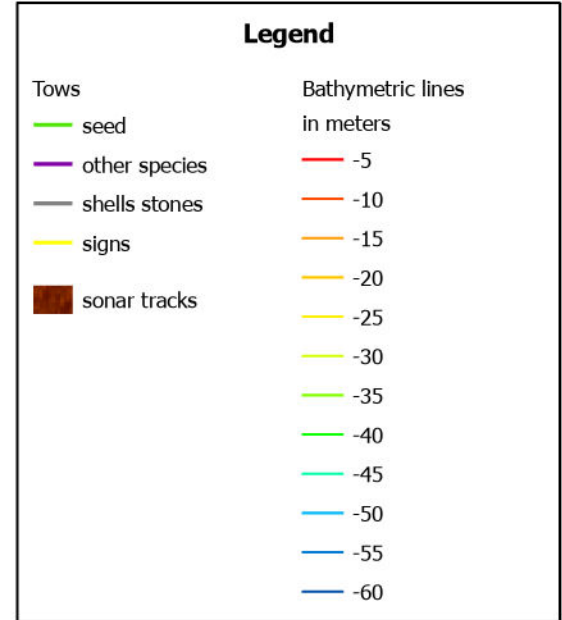 Legend
Tows
seed
other species
shells stones
signs
sonar tracks
Bathymetric lines
in meters
-5
-10
-15
-20
-25
-30
-35
-40
-45
-50
-55
-60